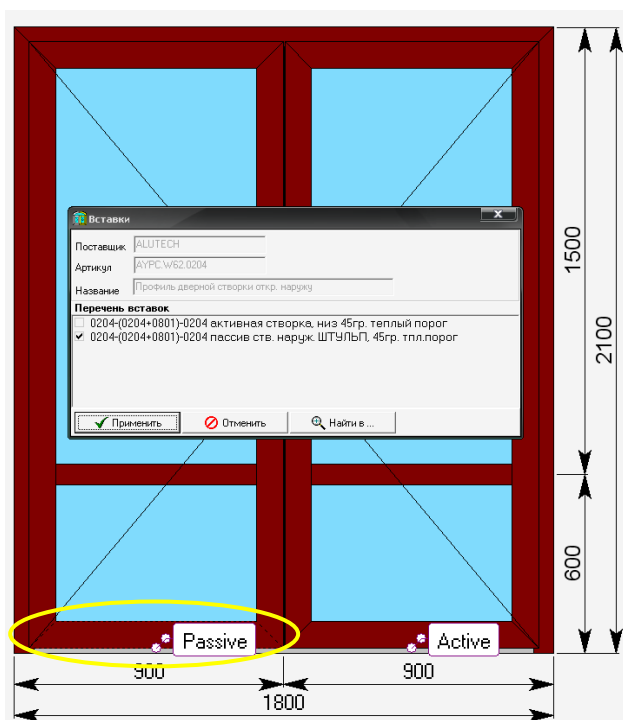 Вставки
x
Поставщик ALUTECH
Артикул AYPC.W62.0204
Название Профиль дверной створки откр. наружу
Перечень вставок
0204-(0204+0801)-0204 активная створка, низ 45гр. теплый порог
0204-(0204+0801)-0204 пассив ств. наруж. ШТУЛЬП, 45гр. тпл.порог
Применить Отменить Найти в ...
1500
2100
600
Passive Active
900 900
1800